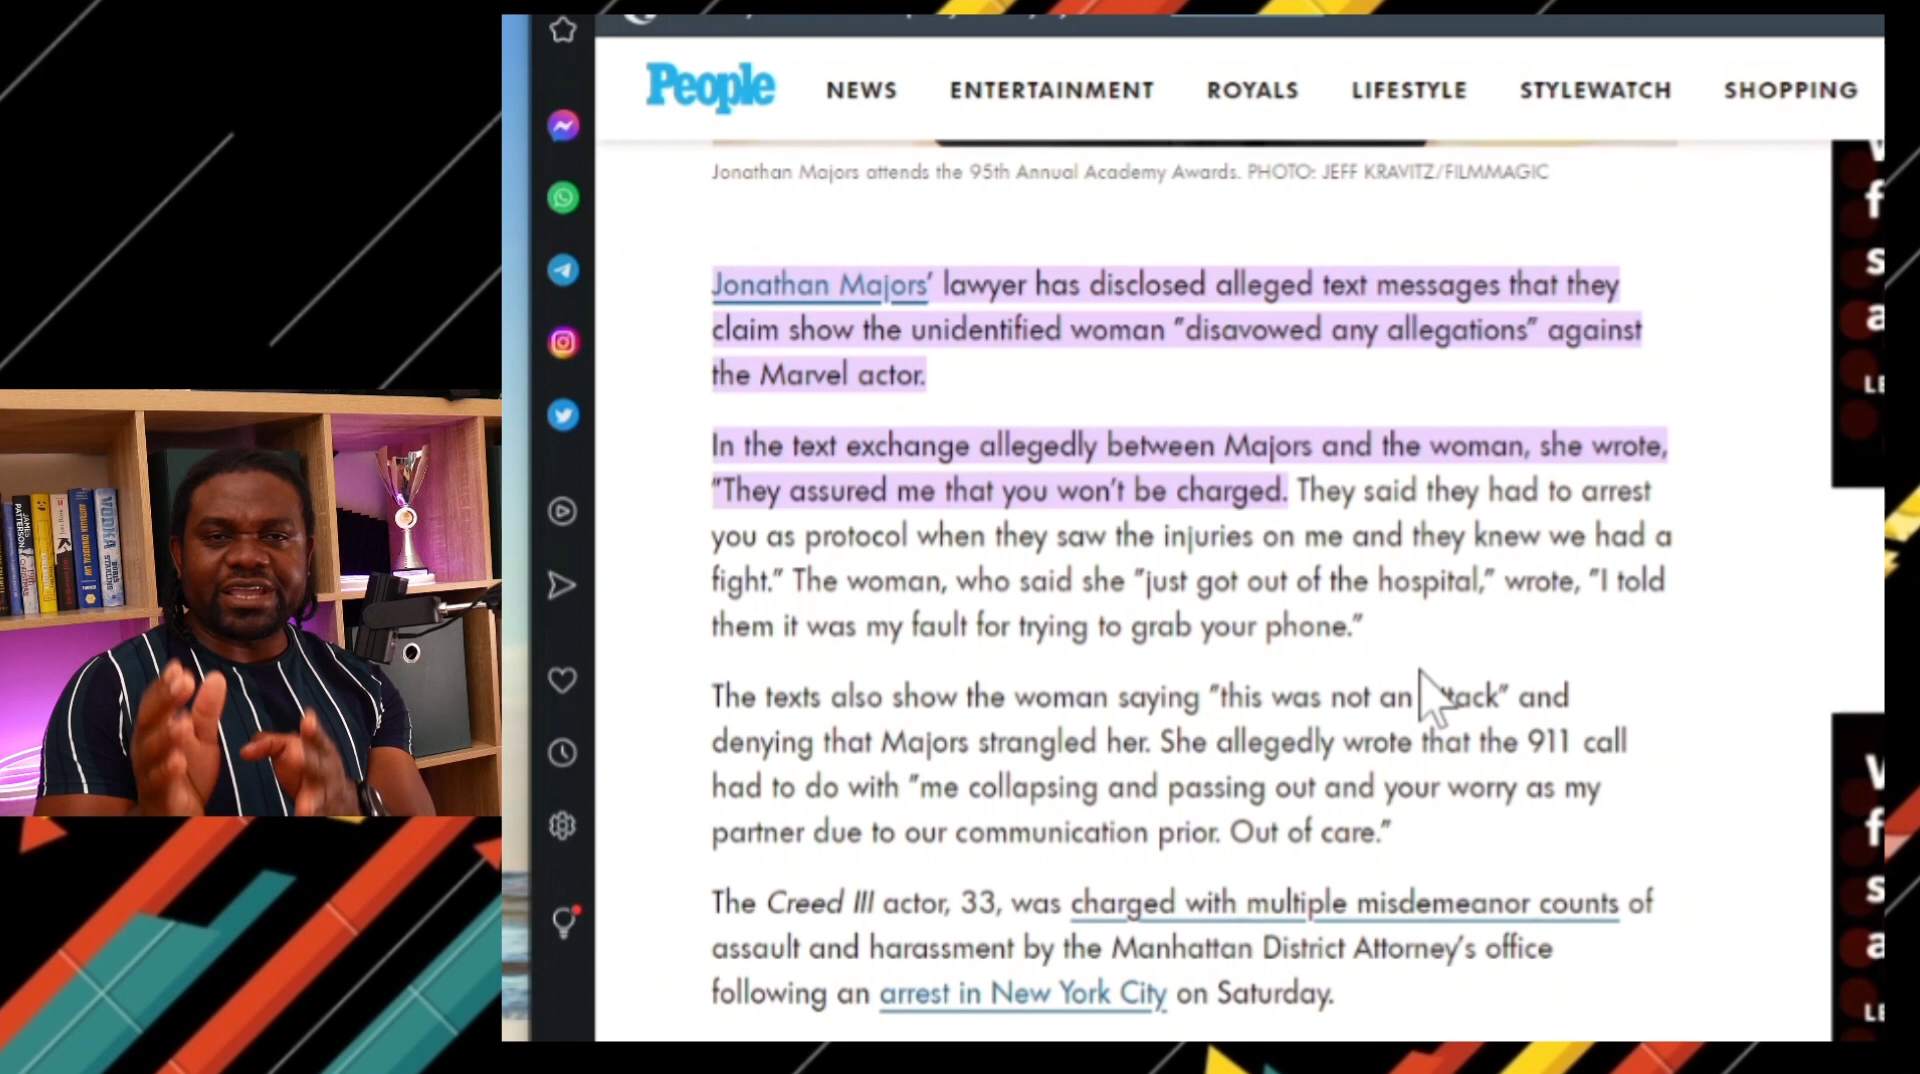 People NEWS ENTERTAINMENT ROYALS LIFESTYLE STYLEWATCH SHOPPING
Jonathan Majors attends the 95th Annual Academy Awards. PHOTO: JEFF KRAVITZ/FILMMAGIC
Jonathan Majors’ lawyer has disclosed alleged text messages that they
claim show the unidentified woman "disavowed any allegations" against
the Marvel actor.
In the text exchange allegedly between Majors and the woman, she wrote,
"They assured me that you won't be charged. They said they had to arrest
you as protocol when they saw the injuries on me and they knew we had a
fight." The woman, who said she "just got out of the hospital," wrote, "I told
them it was my fault for trying to grab your phone."
The texts also show the woman saying "this was not an tack" and
denying that Majors strangled her. She allegedly wrote that the 911 call
had to do with "me collapsing and passing out and your worry as my
partner due to our communication prior. Out of care."
The Creed III actor, 33, was charged with multiple misdemeanor counts of
assault and harassment by the Manhattan District Attorney's office
following an arrest in New York City on Saturday.
JAMES PATTERSON
VODKA